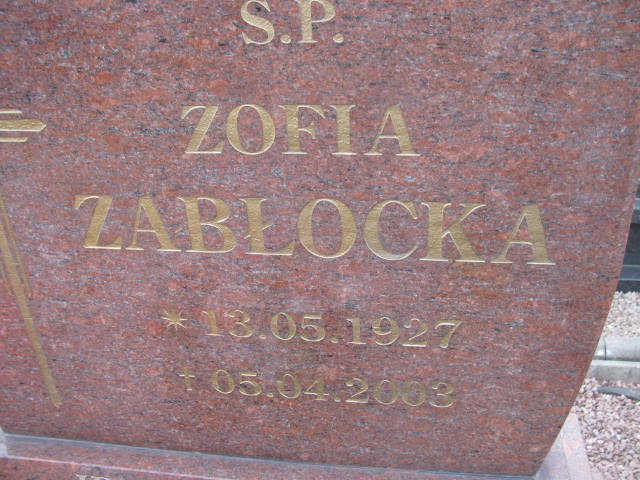 Ś.P.
ZOFIA
ZABŁOCKA
* 13.05.1927
† 05.04.2003